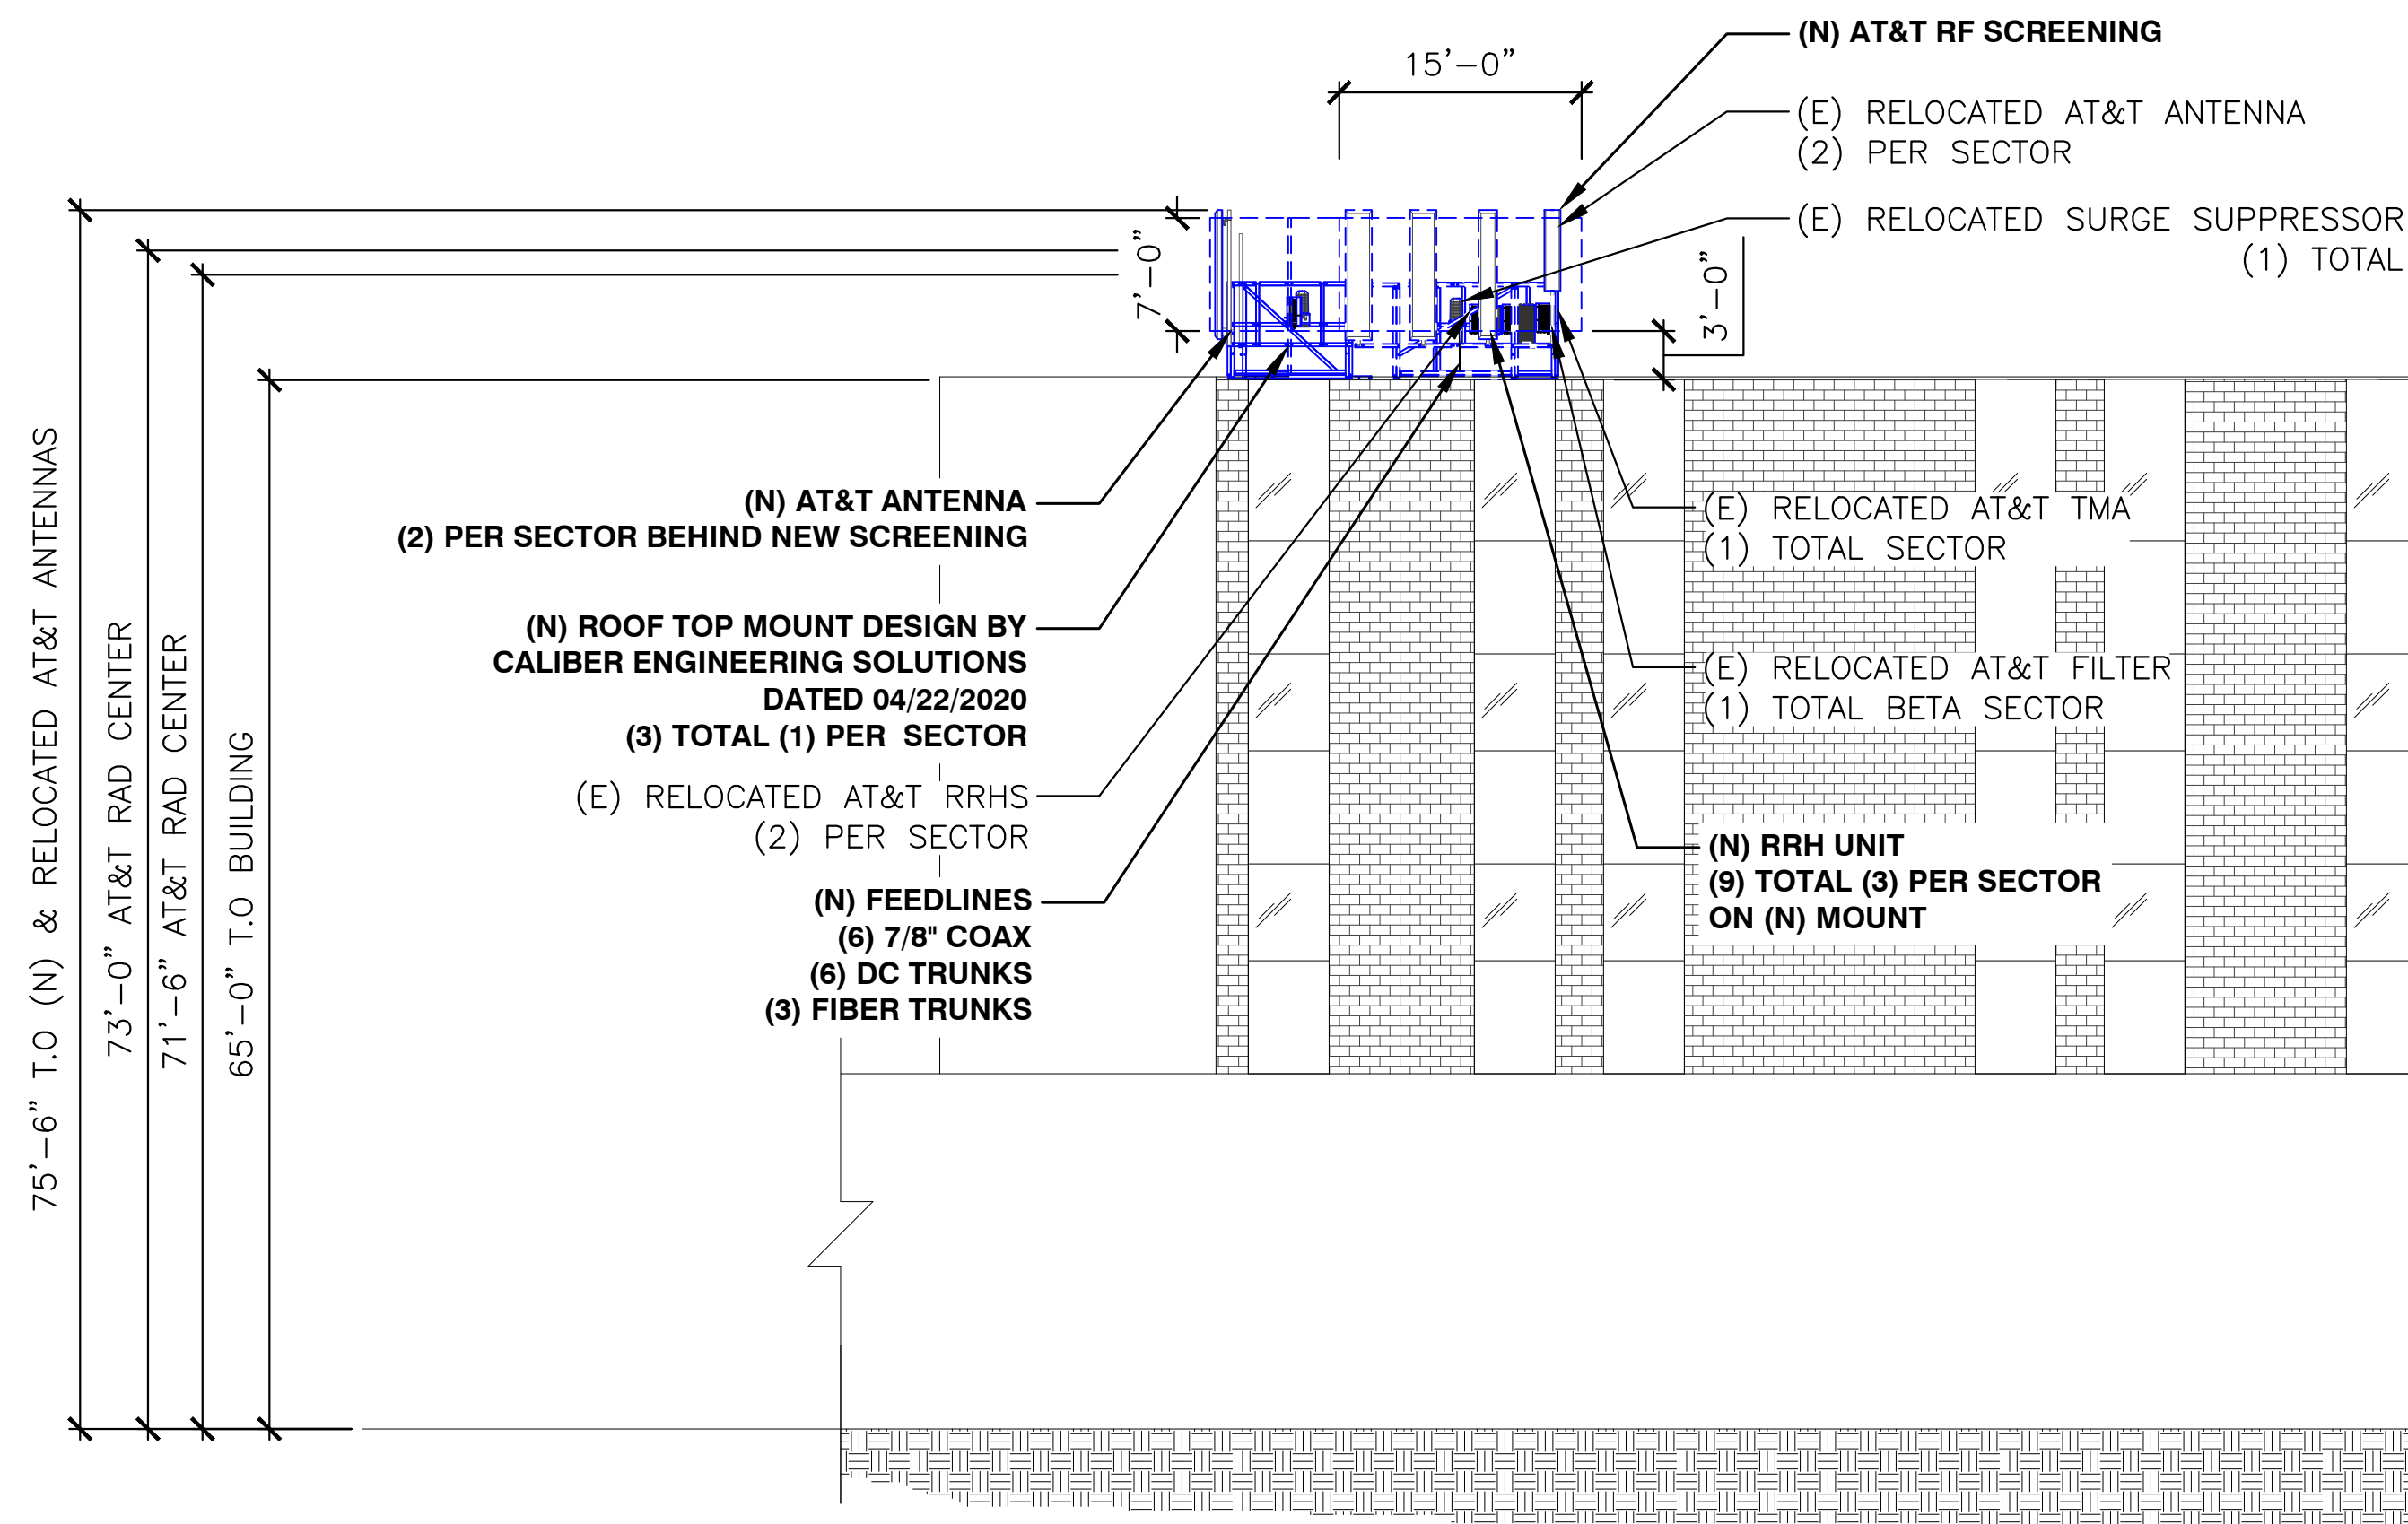 (N) AT&T RF SCREENING
15'-0"
(E) RELOCATED AT&T ANTENNA
(2) PER SECTOR
(E) RELOCATED SURGE SUPPRESSOR
(1) TOTAL
7'-0"
3'-0"
75'-6" T.O (N) & RELOCATED AT&T ANTENNAS
73'-0" AT&T RAD CENTER
71'-6" AT&T RAD CENTER
65'-0" T.O BUILDING
(N) AT&T ANTENNA
(2) PER SECTOR BEHIND NEW SCREENING
(N) ROOF TOP MOUNT DESIGN BY
CALIBER ENGINEERING SOLUTIONS
DATED 04/22/2020
(3) TOTAL (1) PER SECTOR
(E) RELOCATED AT&T RRHS
(2) PER SECTOR
(N) FEEDLINES
(6) 7/8" COAX
(6) DC TRUNKS
(3) FIBER TRUNKS
(E) RELOCATED AT&T TMA
(1) TOTAL SECTOR
(E) RELOCATED AT&T FILTER
(1) TOTAL BETA SECTOR
(N) RRH UNIT
(9) TOTAL (3) PER SECTOR
ON (N) MOUNT